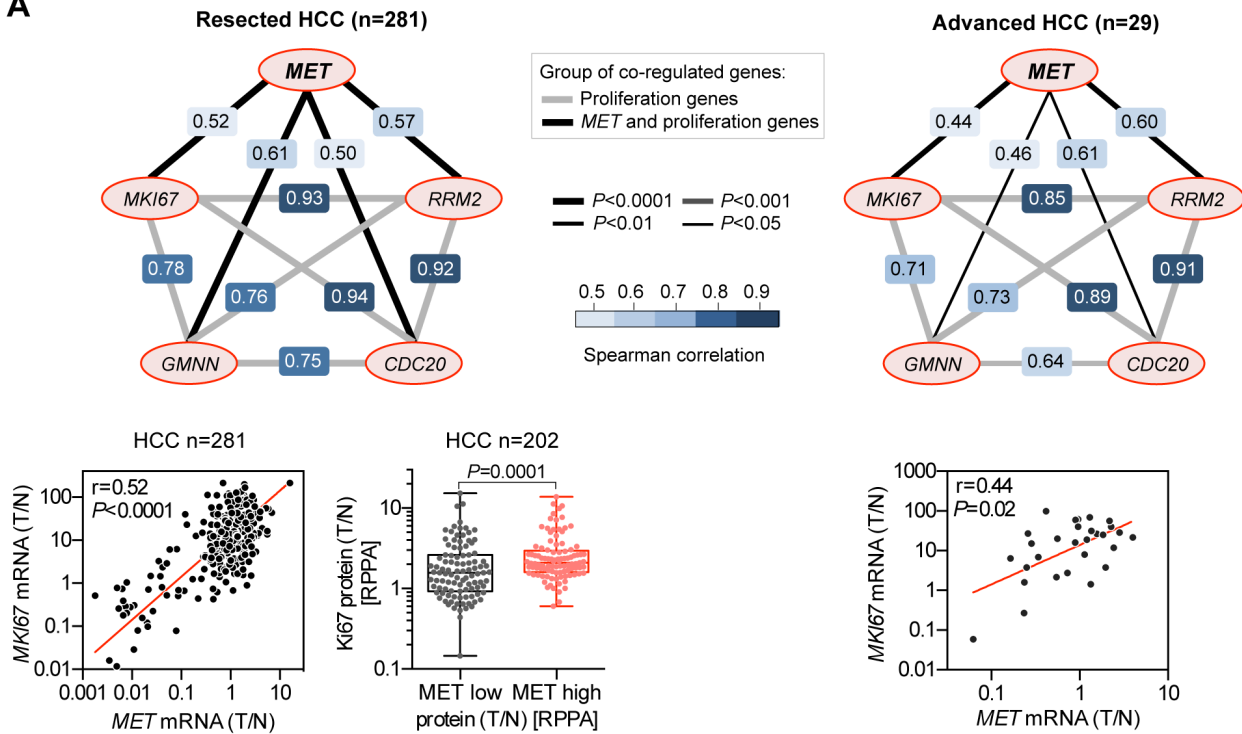 A
Resected HCC (n=281)
MET
0.52
0.57
0.61
0.50
MKI67
0.93
RRM2
0.78
0.92
0.76
0.94
GMNN
0.75
CDC20
Group of co-regulated genes:
Proliferation genes
MET and proliferation genes
P<0.0001
P<0.001
P<0.01
P<0.05
0.5 0.6 0.7 0.8 0.9
Spearman correlation
Advanced HCC (n=29)
MET
0.44
0.60
0.46
0.61
MKI67
0.85
RRM2
0.71
0.91
0.73
0.89
GMNN
0.64
CDC20
HCC n=281
r=0.52
P<0.0001
MKI67 mRNA (T/N)
100
10
1
0.1
0.01
0.001 0.01 0.1 1 10
MET mRNA (T/N)
HCC n=202
P=0.0001
Ki67 protein (T/N)
[RPPA]
10
1
0.1
MET low MET high
protein (T/N) [RPPA]
r=0.44
P=0.02
MKI67 mRNA (T/N)
1000
100
10
1
0.1
0.01
0.1 1 10
MET mRNA (T/N)